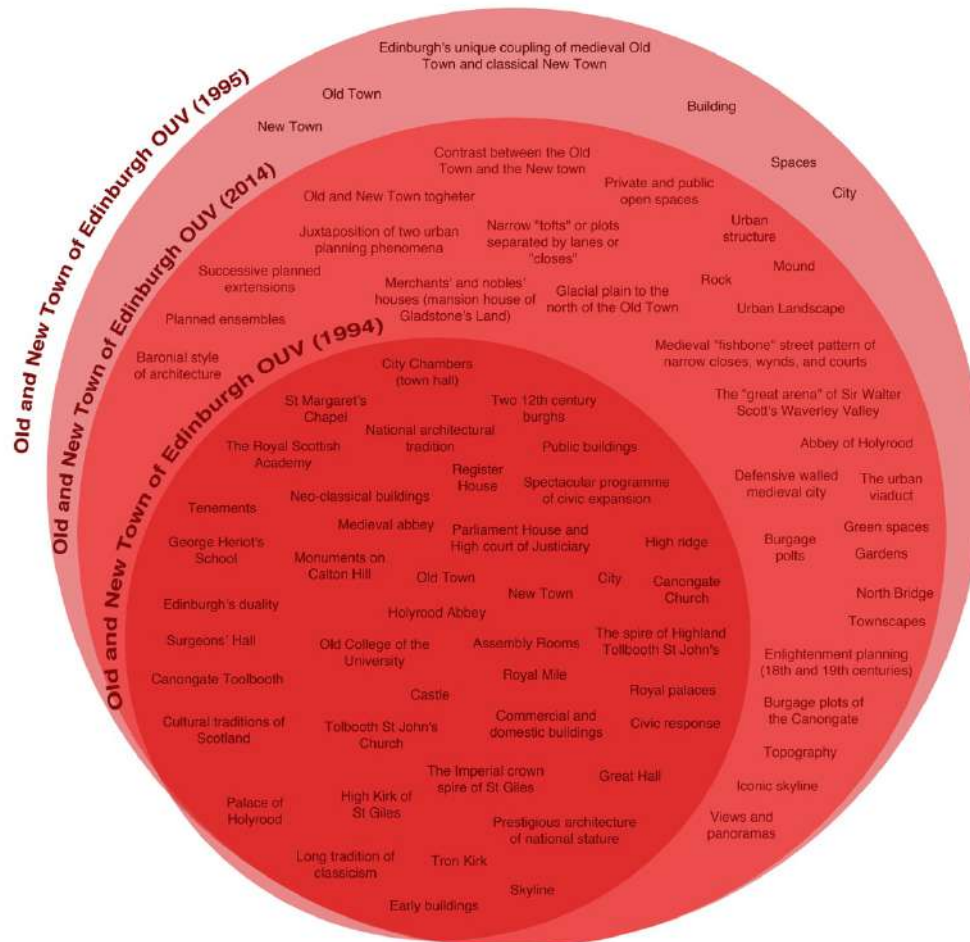 Old and New Town of Edinburgh OUV (1995)
Old and New Town of Edinburgh OUV (2014)
Old and New Town of Edinburgh OUV (1994)
Edinburgh's unique coupling of medieval Old
Town and classical New Town
Old Town
New Town
Building
Spaces
City
Contrast between the Old
Town and the New town
Old and New Town togheter
Private and public
open spaces
Juxtaposition of two urban
planning phenomena
Narrow "tofts" or plots
separated by lanes or
"closes"
Urban
structure
Successive planned
exrtensions
Merchants' and nobles'
houses (mansion house of
Gladstone's Land)
Glacial plain to the
north of the Old Town
Rock
Mound
Urban Landscape
Planned ensembles
Baronial style
of architecture
Medieval "fishbone" street pattern of
narrow closes, wynds, and courts
The "great arena" of Sir Walter
Scott's Waverley Valley
Abbey of Holyrood
Defensive walled
medieval city
The urban
viaduct
Green spaces
Burgage
polts
Gardens
North Bridge
Townscapes
Enlightenment planning
(18th and 19th centuries)
Burgage plots of
the Canongate
Topography
Iconic skyline
Views and
panoramas
City Chambers
(town hall)
St Margaret's
Chapel
Two 12th century
burghs
National architectural
tradition
The Royal Scottish
Academy
Public buildings
Register
House
Spectacular programme
of civic expansion
Neo-classical buildings
Tenements
Medieval abbey
Parliament House and
High court of Justiciary
George Heriot's
School
High ridge
Monuments on
Calton Hill
Old Town
City
Canongate
Church
New Town
Edinburgh's duality
Holyrood Abbey
Surgeons' Hall
Old College of the
University
Assembly Rooms
The spire of Highland
Tollbooth St John's
Canongate Toolbooth
Royal Mile
Castle
Royal palaces
Cultural traditions of
Scotland
Tolbooth St John's
Church
Commercial and
domestic buildings
Civic response
The Imperial crown
spire of St Giles
Great Hall
Palace of
Holyrood
High Kirk of
St Giles
Prestigious architecture
of national stature
Long tradition of
classicism
Tron Kirk
Skyline
Early buildings